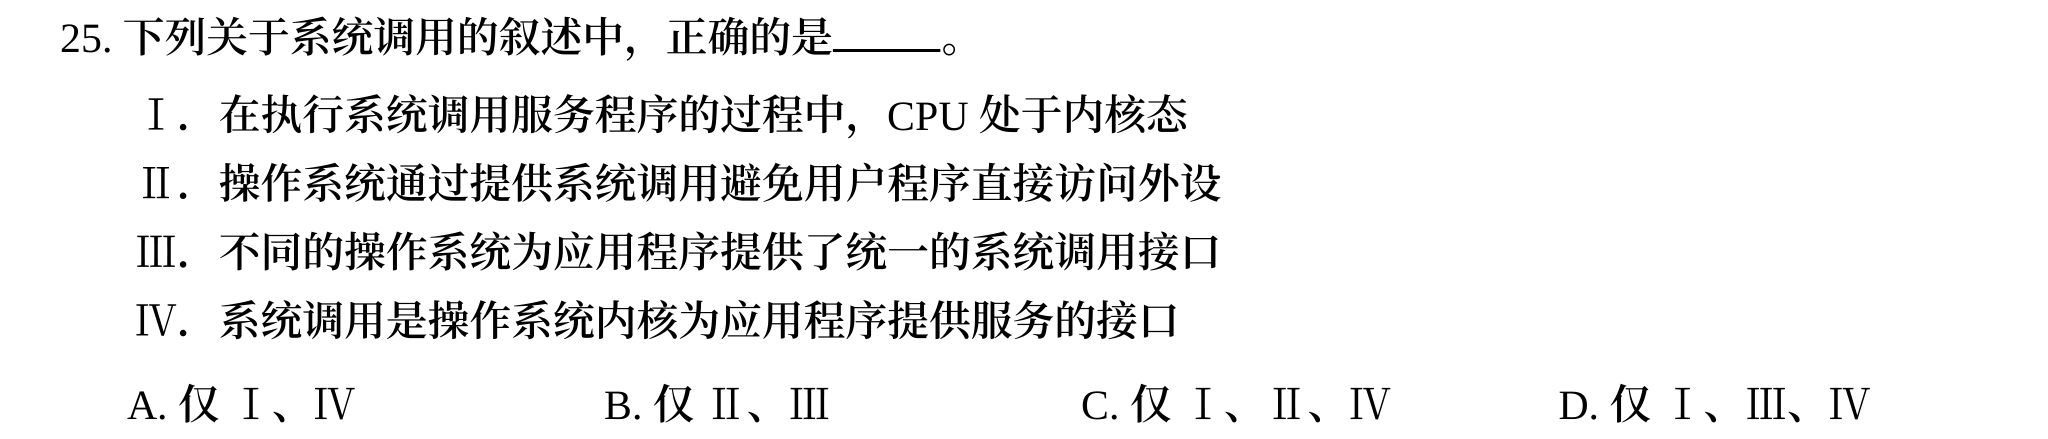 25. 下列关于系统调用的叙述中，正确的是_____。
Ⅰ．在执行系统调用服务程序的过程中，CPU 处于内核态
Ⅱ．操作系统通过提供系统调用避免用户程序直接访问外设
Ⅲ．不同的操作系统为应用程序提供了统一的系统调用接口
Ⅳ．系统调用是操作系统内核为应用程序提供服务的接口
A. 仅 Ⅰ、Ⅳ B. 仅 Ⅱ、Ⅲ C. 仅 Ⅰ、Ⅱ、Ⅳ D. 仅 Ⅰ、Ⅲ、Ⅳ